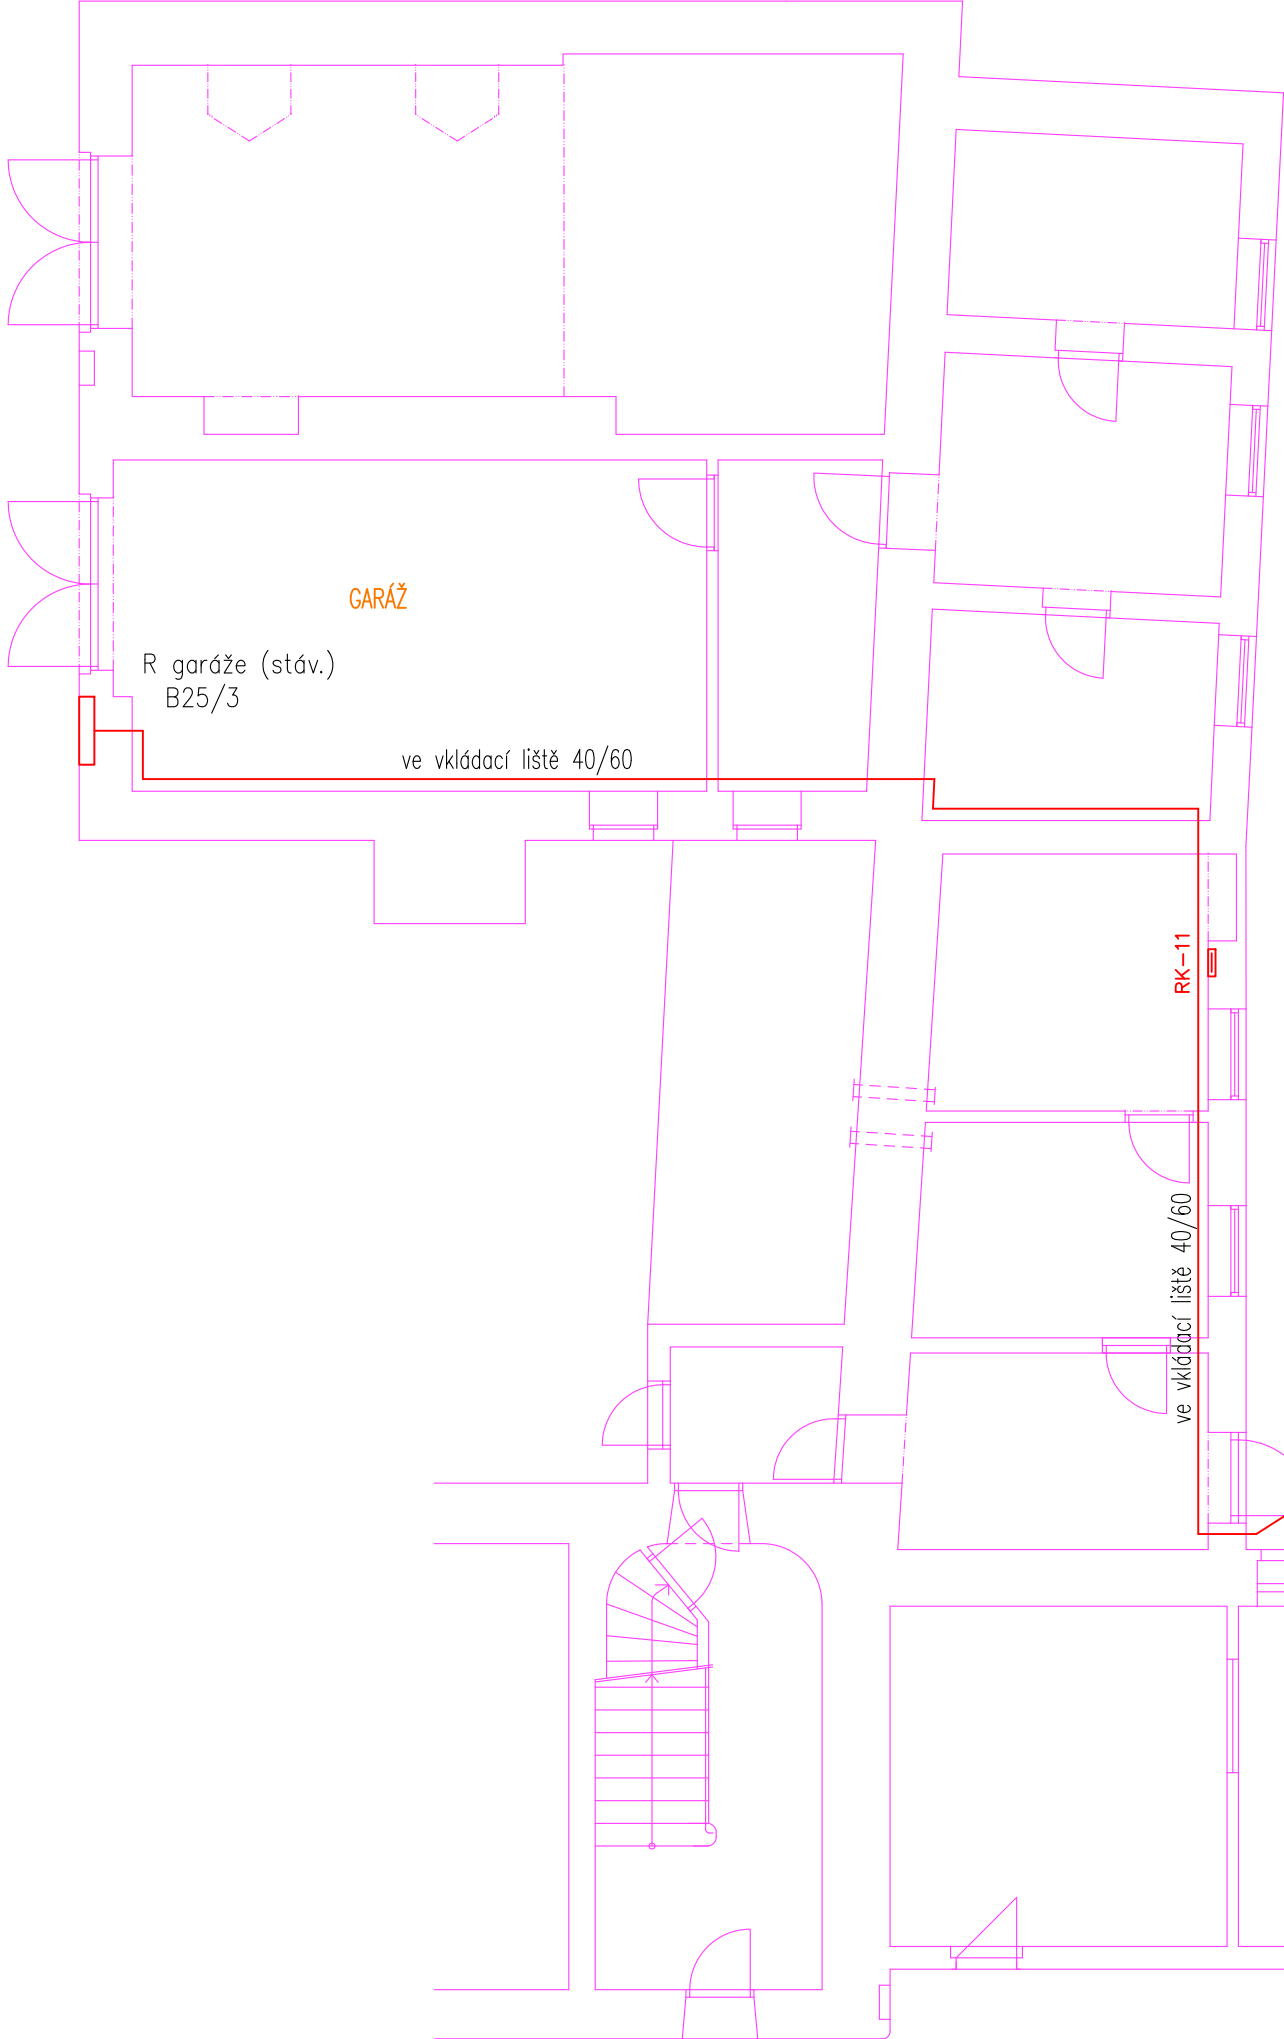 GARÁŽ
R garáže (stáv.)
B25/3
ve vkládací liště 40/60
RK-11
ve vkládací liště 40/60